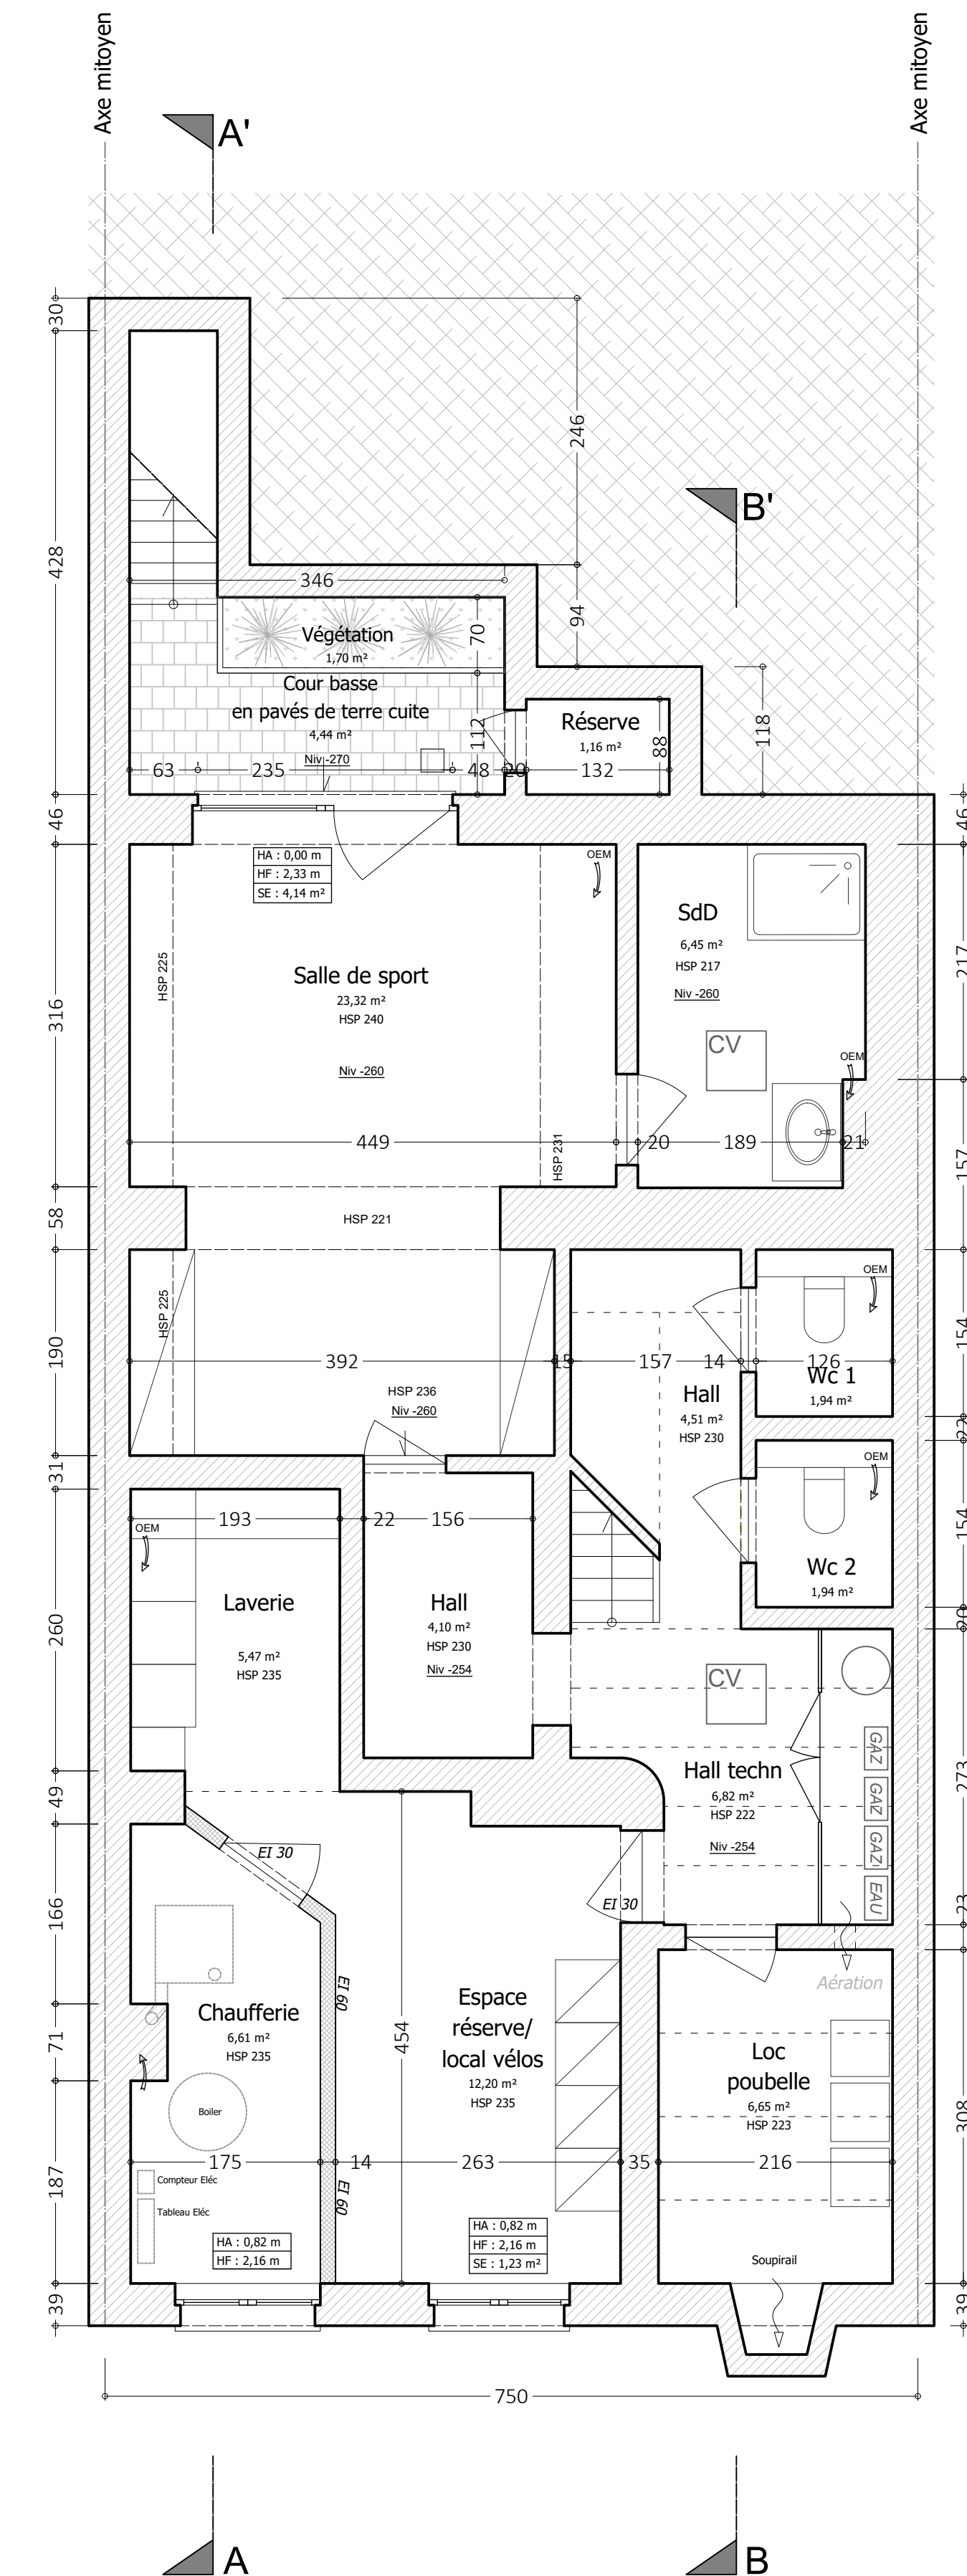 Axe mitoyen
Axe mitoyen
A'
30
246
B'
428
346
94
Végétation
1,70 m²
70
Cour basse
en pavés de terre cuite
4,44 m²
Niv -270
112
Réserve
1,16 m²
88
118
63
235
48
20
132
46
46
HA : 0,00 m
HF : 2,33 m
SE : 4,14 m²
OEM
SdD
6,45 m²
HSP 217
Niv -260
217
HSP 225
Salle de sport
23,32 m²
HSP 240
Niv -260
316
CV
OEM
449
HSP 231
20
189
21
157
58
HSP 221
OEM
HSP 225
190
392
15
157
14
126
154
Wc 1
1,94 m²
HSP 236
Niv -260
Hall
4,51 m²
HSP 230
22
31
OEM
193
22
156
154
OEM
Wc 2
1,94 m²
Laverie
5,47 m²
HSP 235
Hall
4,10 m²
HSP 230
Niv -254
260
20
CV
GAZ
GAZ
GAZ
EAU
Hall techn
6,82 m²
HSP 222
Niv -254
273
49
EI 30
EI 30
166
23
Aération
EI 60
Chaufferie
6,61 m²
HSP 235
Espace
réserve/
local vélos
12,20 m²
HSP 235
454
Loc
poubelle
6,65 m²
HSP 223
71
Boiler
308
175
14
263
35
216
187
Compteur Eléc
EI 60
Tableau Eléc
HA : 0,82 m
HF : 2,16 m
HA : 0,82 m
HF : 2,16 m
SE : 1,23 m²
Soupirail
39
39
750
A
B